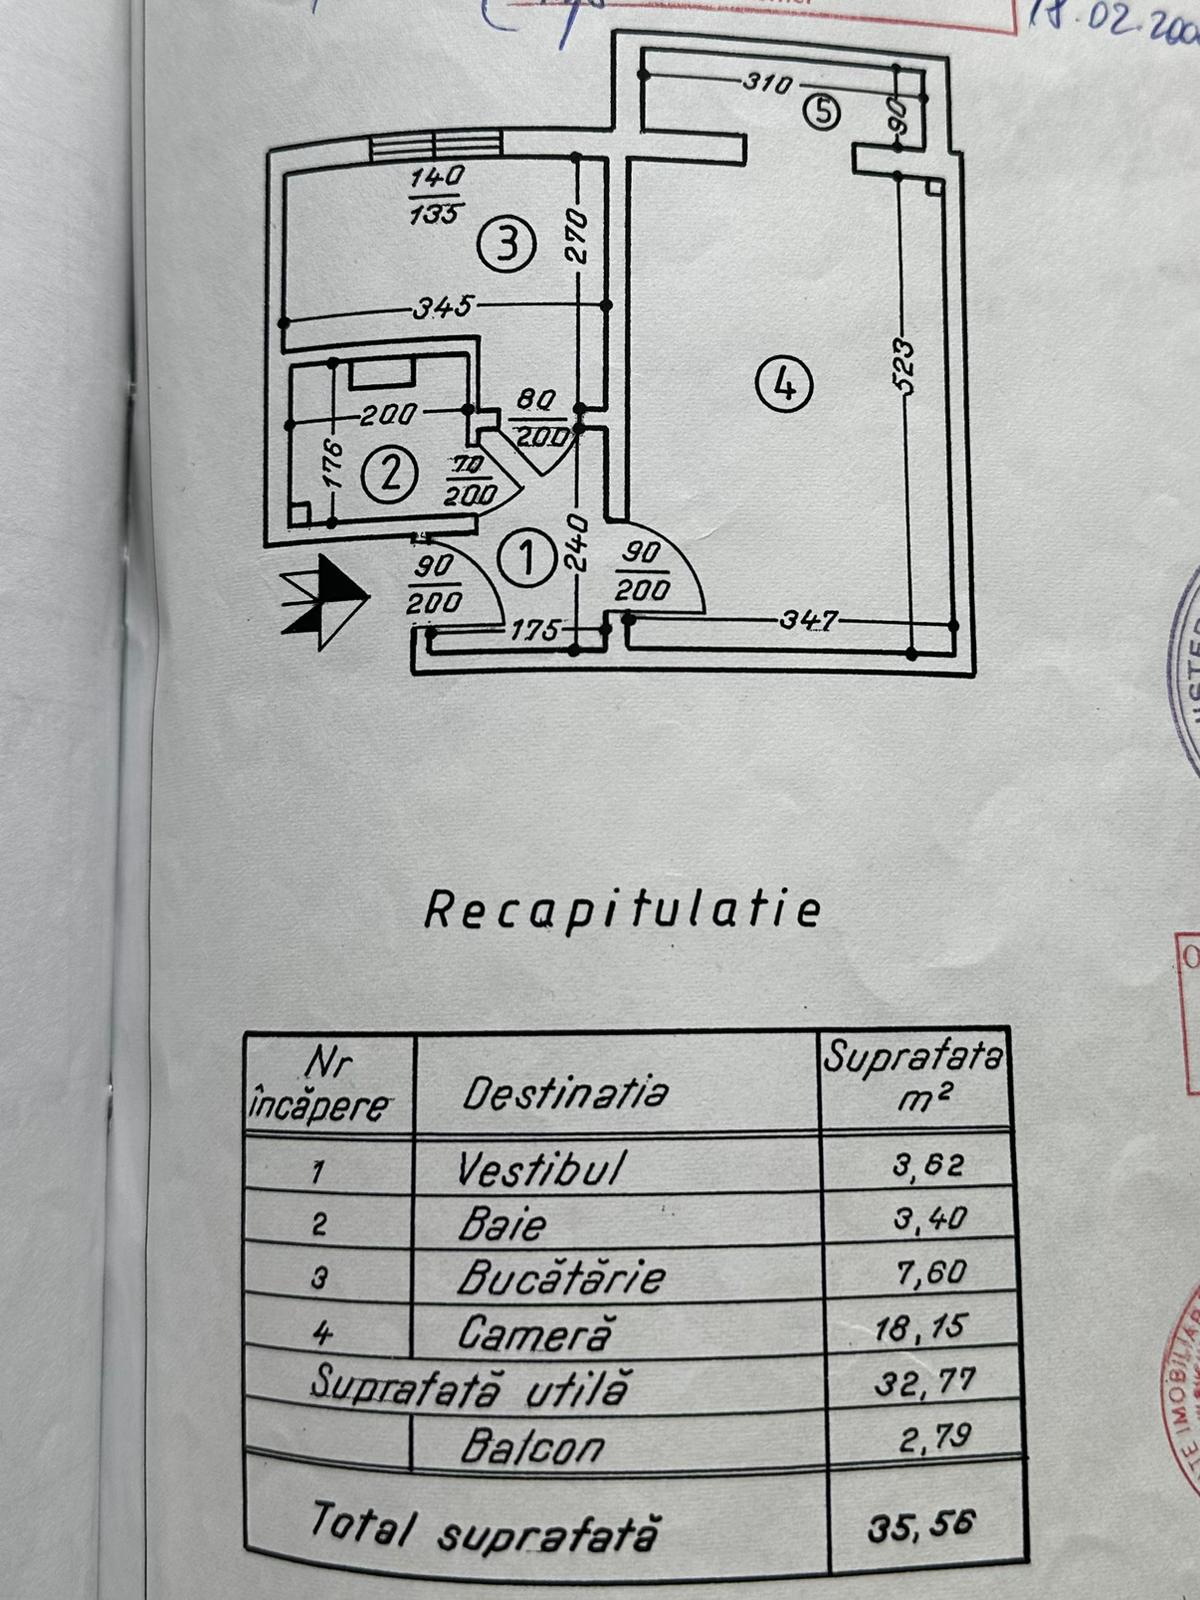 18.02.200
310
5
90
140
135
3
270
345
523
4
80
200
200
176
2
70
200
1
240
90
200
90
200
175
347
Recapitulatie
Nr încăpere Destinatia Suprafata m²
1 Vestibul 3,62
2 Baie 3,40
3 Bucătărie 7,60
4 Cameră 18,15
Suprafată utilă 32,77
Balcon 2,79
Total suprafată 35,56